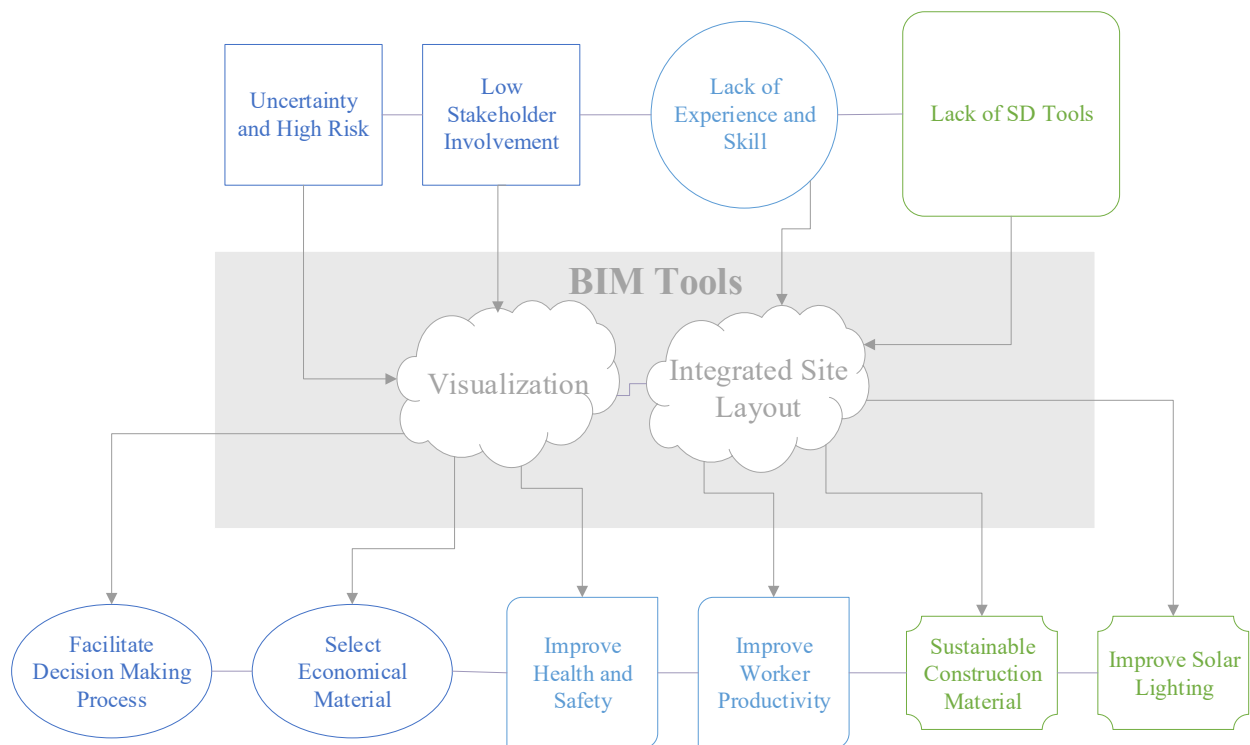 Uncertainty
and High Risk
Low
Stakeholder
Involvement
Lack of
Experience and
Skill
Lack of SD Tools
BIM Tools
Visualization
Integrated Site
Layout
Facilitate
Decision Making
Process
Select
Economical
Material
Improve
Health and
Safety
Improve
Worker
Productivity
Sustainable
Construction
Material
Improve Solar
Lighting